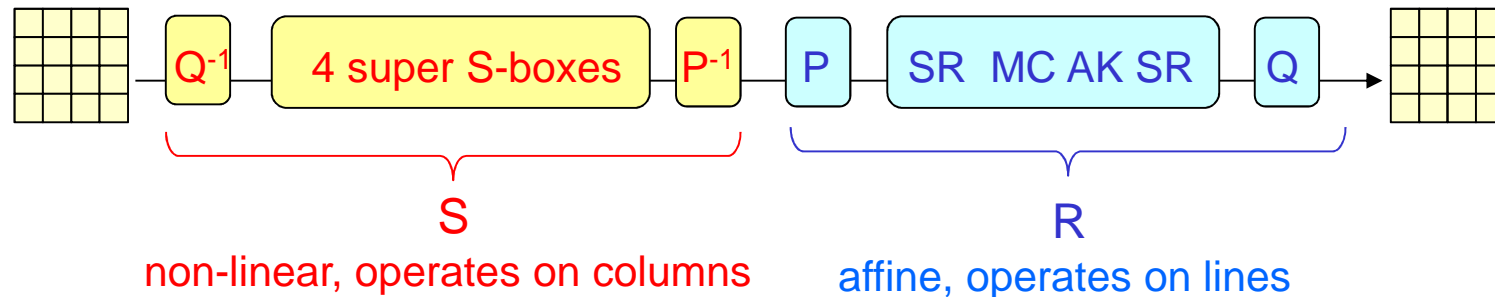 Q⁻¹ 4 super S-boxes P⁻¹ P SR MC AK SR Q
S R
non-linear, operates on columns affine, operates on lines